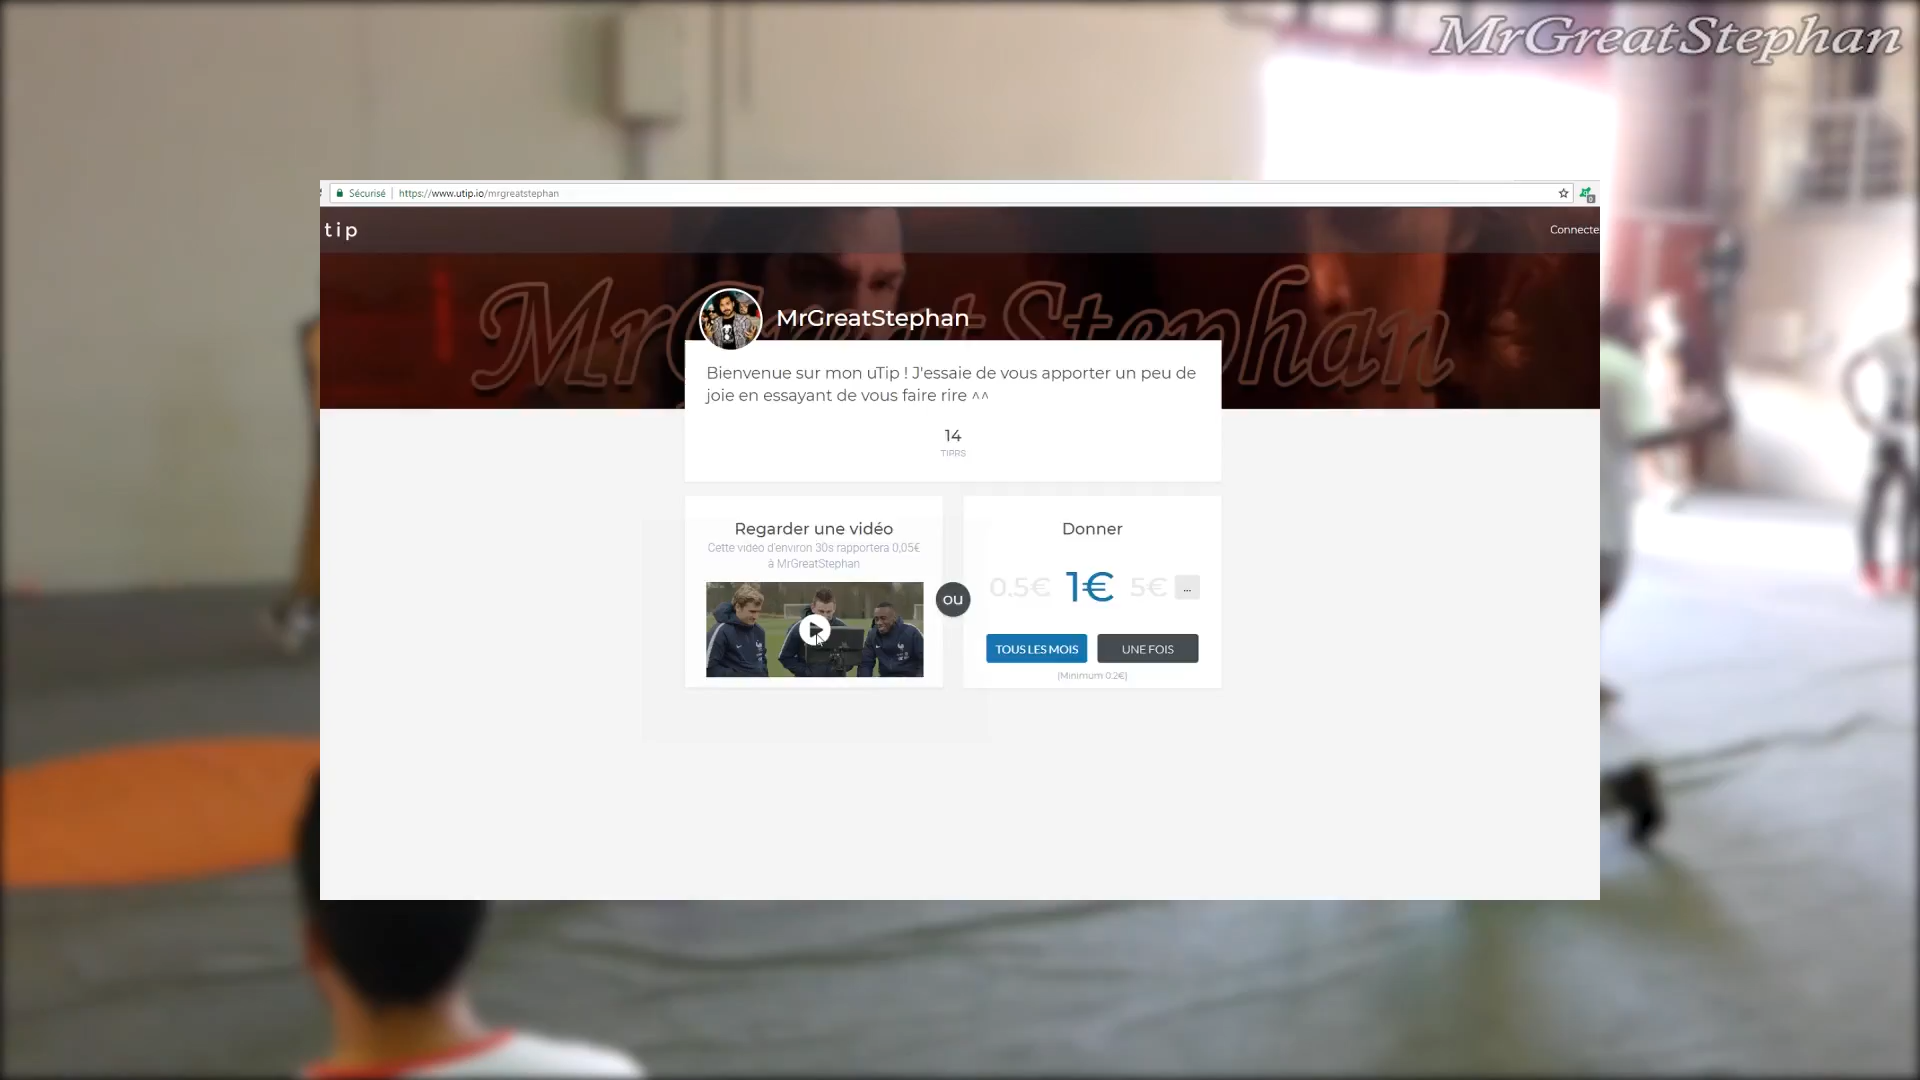 MrGreatStephan
Sécurisé
https://www.utip.io/mrgreatstephan
tip
Connecte
MrGreatStephan
MrGreatStephan
Bienvenue sur mon uTip ! J'essaie de vous apporter un peu de
joie en essayant de vous faire rire ^^
14
TIPRS
Regarder une vidéo
Cette vidéo d'environ 30s rapportera 0,05€
à MrGreatStephan
OU
Donner
0.5€ 1€ 5€ ...
TOUS LES MOIS
UNE FOIS
(Minimum 0.2€)